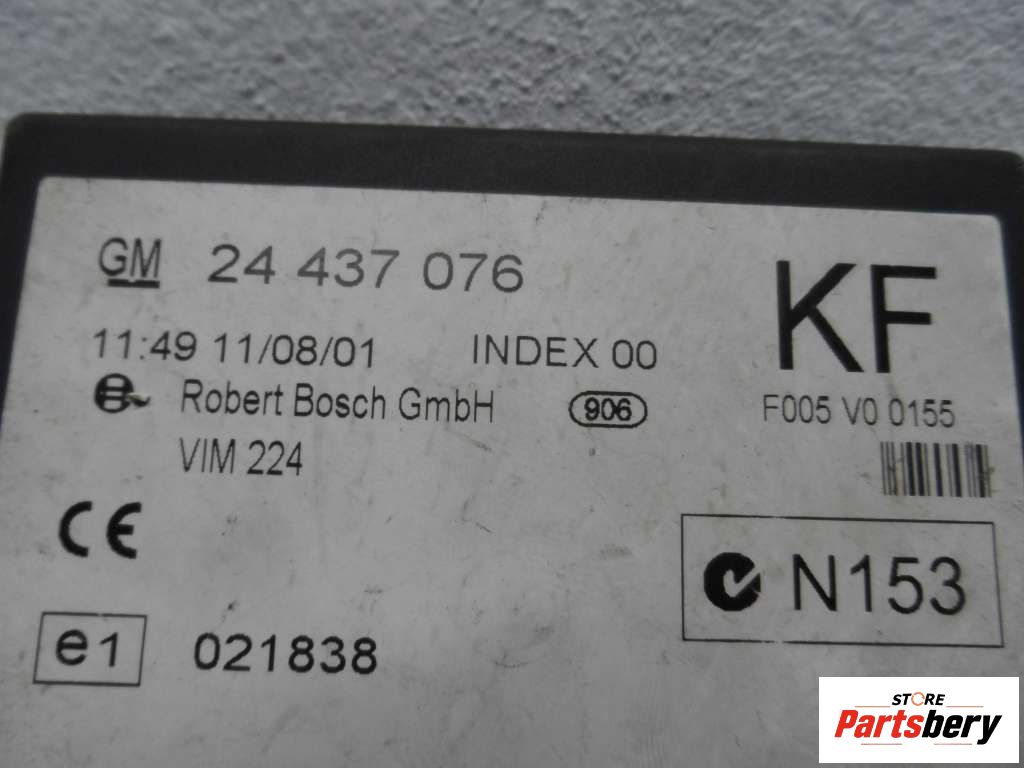 GM 24 437 076
KF
11:49 11/08/01 INDEX 00
Robert Bosch GmbH 906 F005 V0 0155
VIM 224
CE
N153
e1 021838
STORE
Partsbery